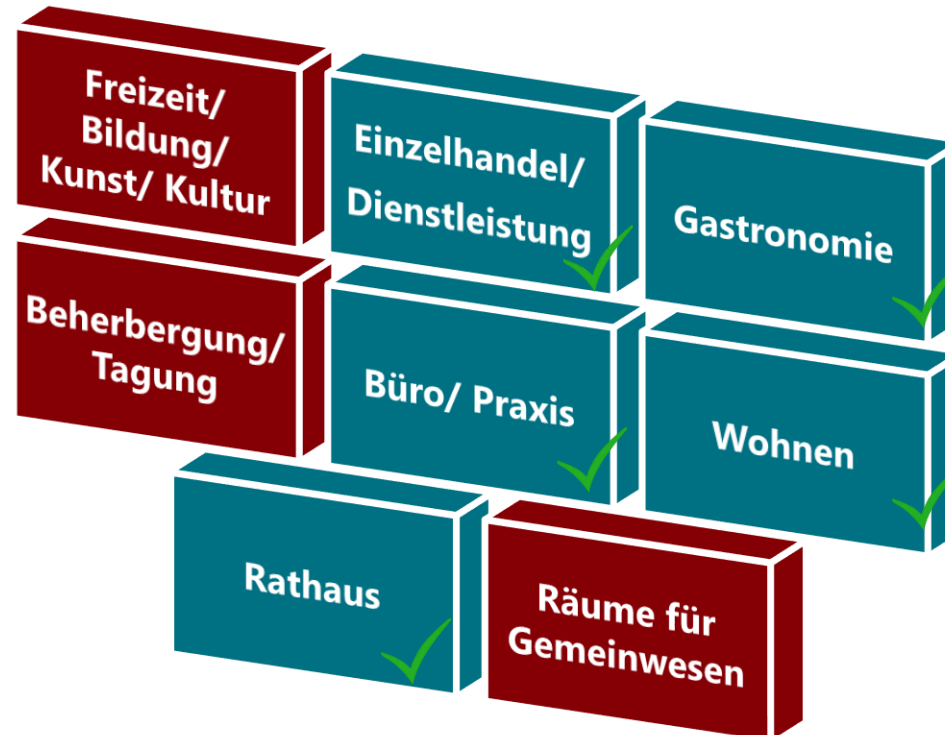 Freizeit/
Bildung/
Kunst/ Kultur
Einzelhandel/
Dienstleistung
Gastronomie
Beherbergung/
Tagung
Büro/ Praxis
Wohnen
Rathaus
Räume für
Gemeinwesen